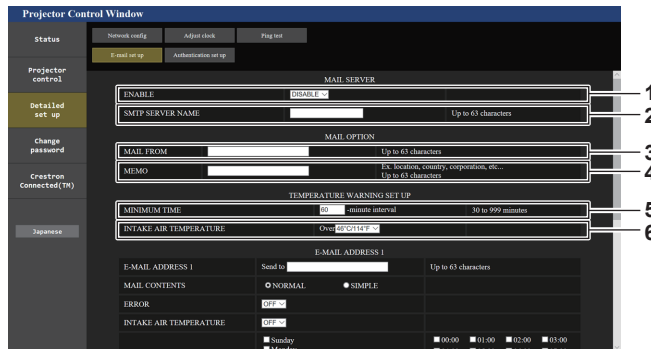 Projector Control Window
Status
Network config
Adjust clock
Ping test
E-mail set up
Authentication set up
Projector
control
Detailed
set up
Change
password
Crestron
Connected(TM)
Japanese
MAIL SERVER
ENABLE DISABLE 1
SMTP SERVER NAME Up to 63 characters 2
MAIL OPTION
MAIL FROM Up to 63 characters 3
MEMO Ex. location, country, corporation, etc... 4
Up to 63 characters
TEMPERATURE WARNING SET UP
MINIMUM TIME 60 -minute interval 30 to 999 minutes 5
INTAKE AIR TEMPERATURE Over 46°C/114°F 6
E-MAIL ADDRESS 1
E-MAIL ADDRESS 1 Send to Up to 63 characters
MAIL CONTENTS NORMAL SIMPLE
ERROR OFF
INTAKE AIR TEMPERATURE OFF
Sunday 00:00 01:00 02:00 03:00
Monday